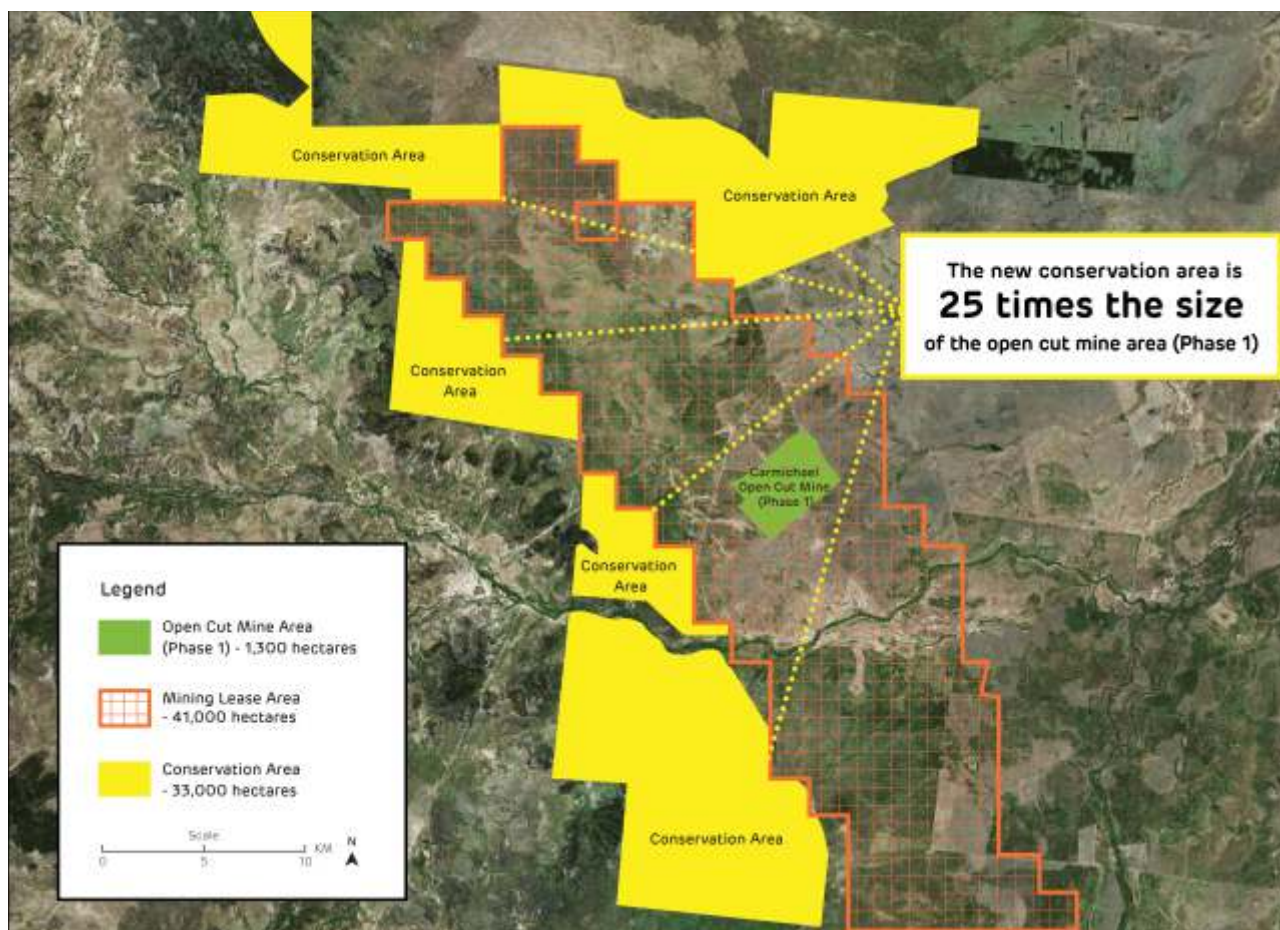 Conservation Area
Conservation Area
The new conservation area is
25 times the size
of the open cut mine area (Phase 1)
Conservation
Area
Carmichael
Open Cut Mine
(Phase 1)
Conservation
Area
Conservation Area
Legend
Open Cut Mine Area
(Phase 1) - 1,300 hectares
Mining Lease Area
- 41,000 hectares
Conservation Area
- 33,000 hectares
Scale
0 5 10 KM
N